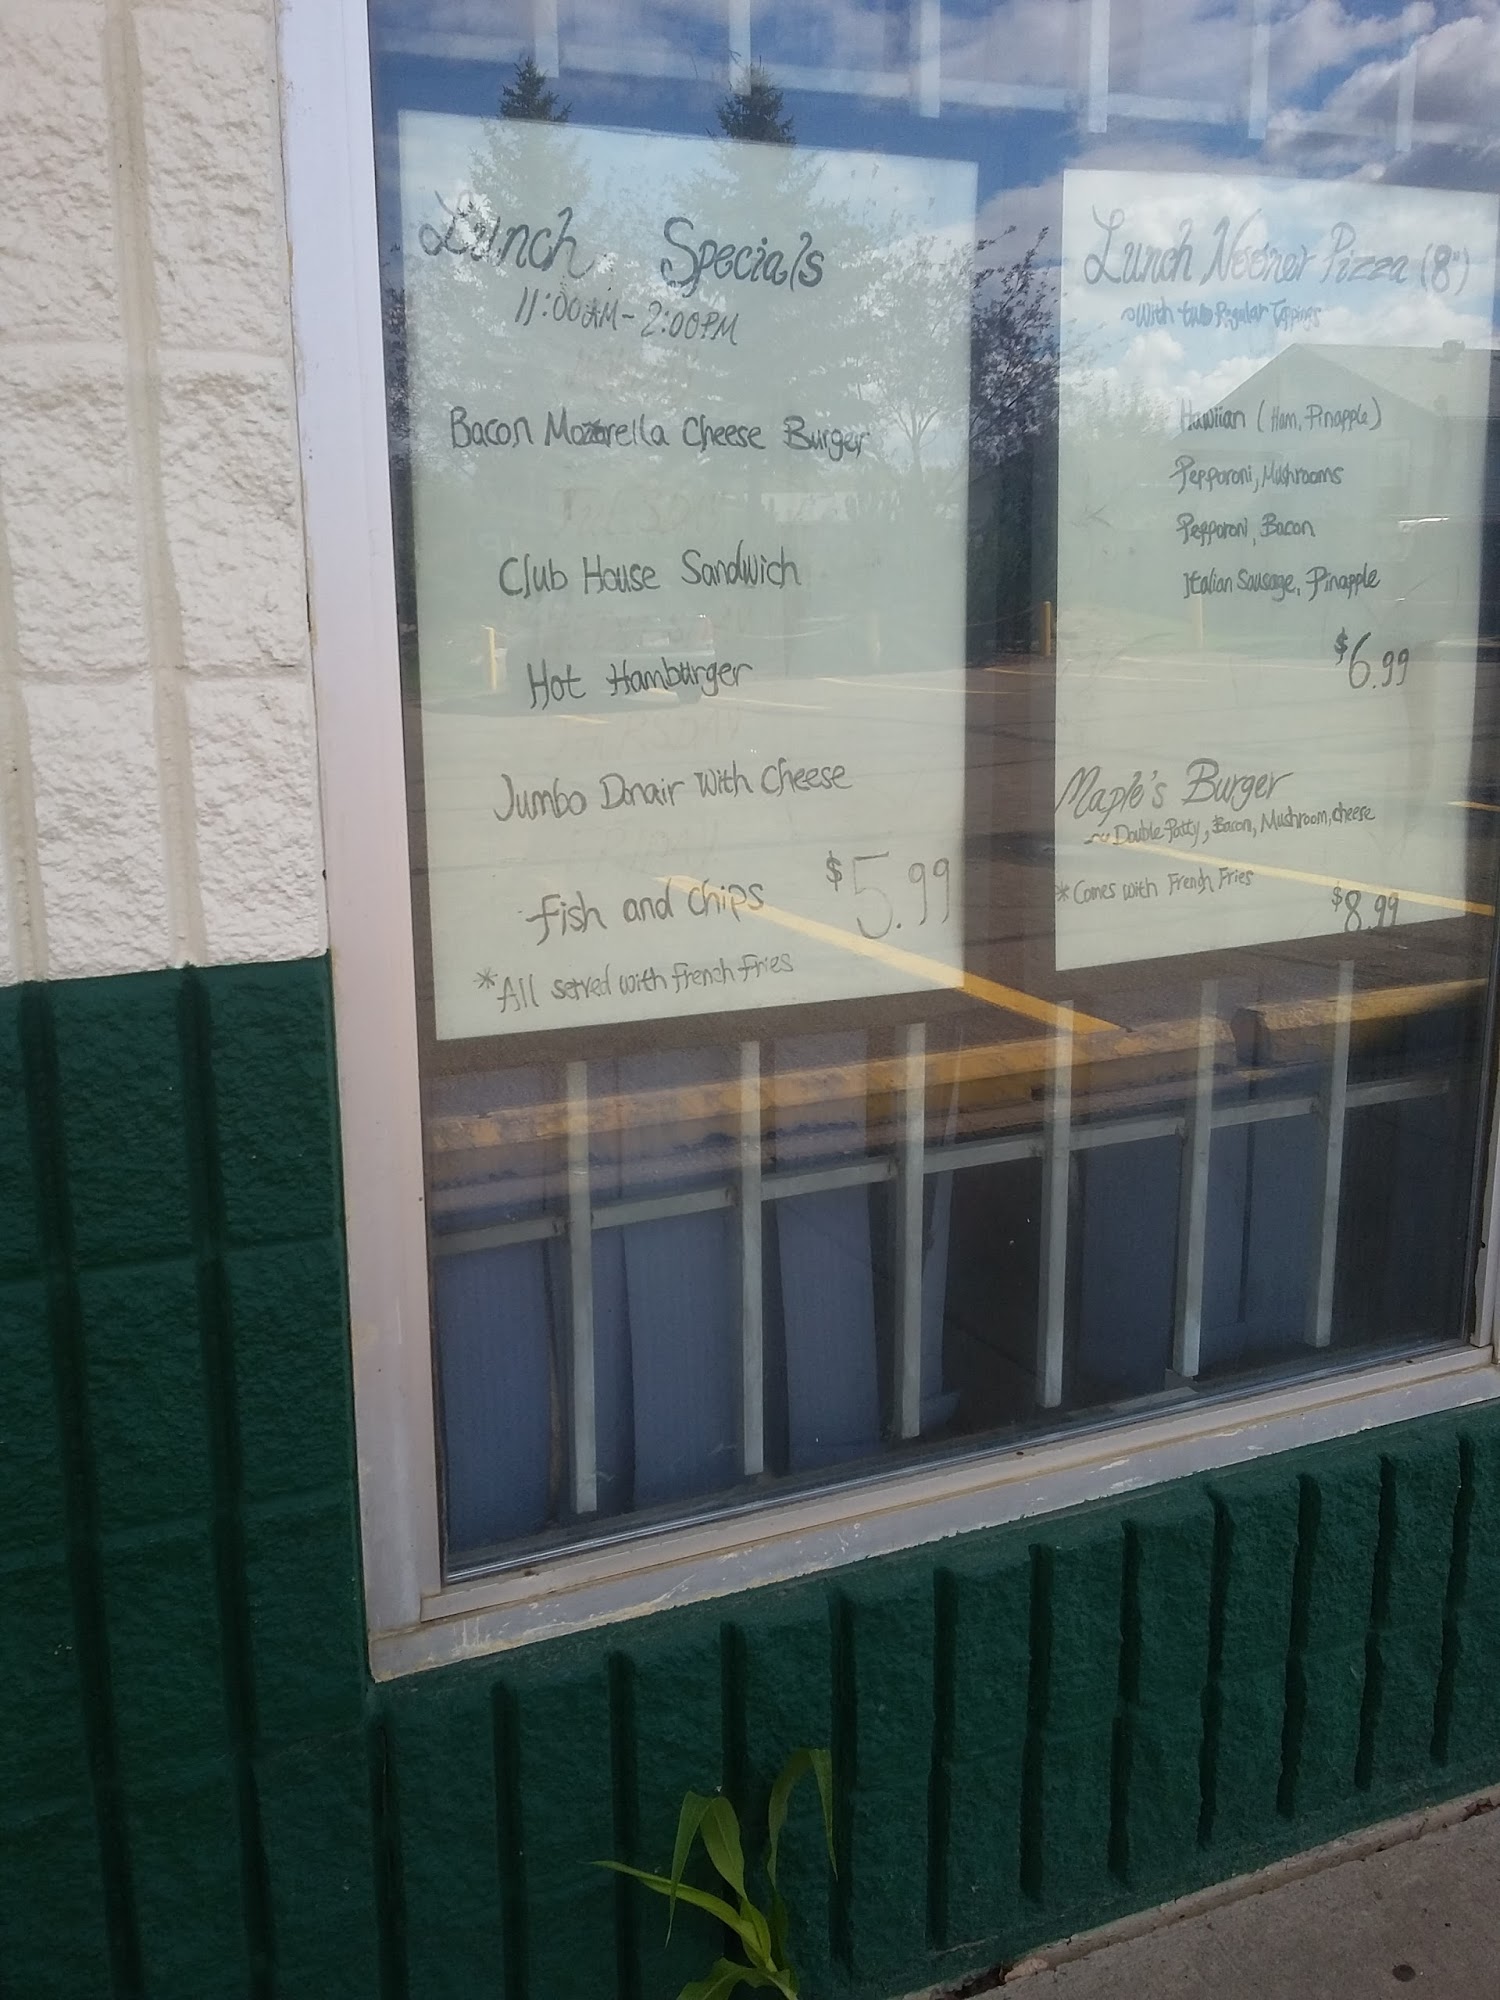 Lunch Specials
11:00AM - 2:00PM
Bacon Mozzarella Cheese Burger
Club House Sandwich
Hot Hamburger
Jumbo Donair With Cheese
Fish and Chips $5.99
*All served with french fries
Lunch Nooner Pizza (8")
~With two Regular Toppings
Hawiian (Ham, Pinapple)
Pepparoni, Mushrooms
Pepparoni, Bacon
Italian Sausage, Pinapple
$6.99
Maple's Burger
~Double Patty, Bacon, Mushroom, cheese
*Comes with French Fries
$8.99